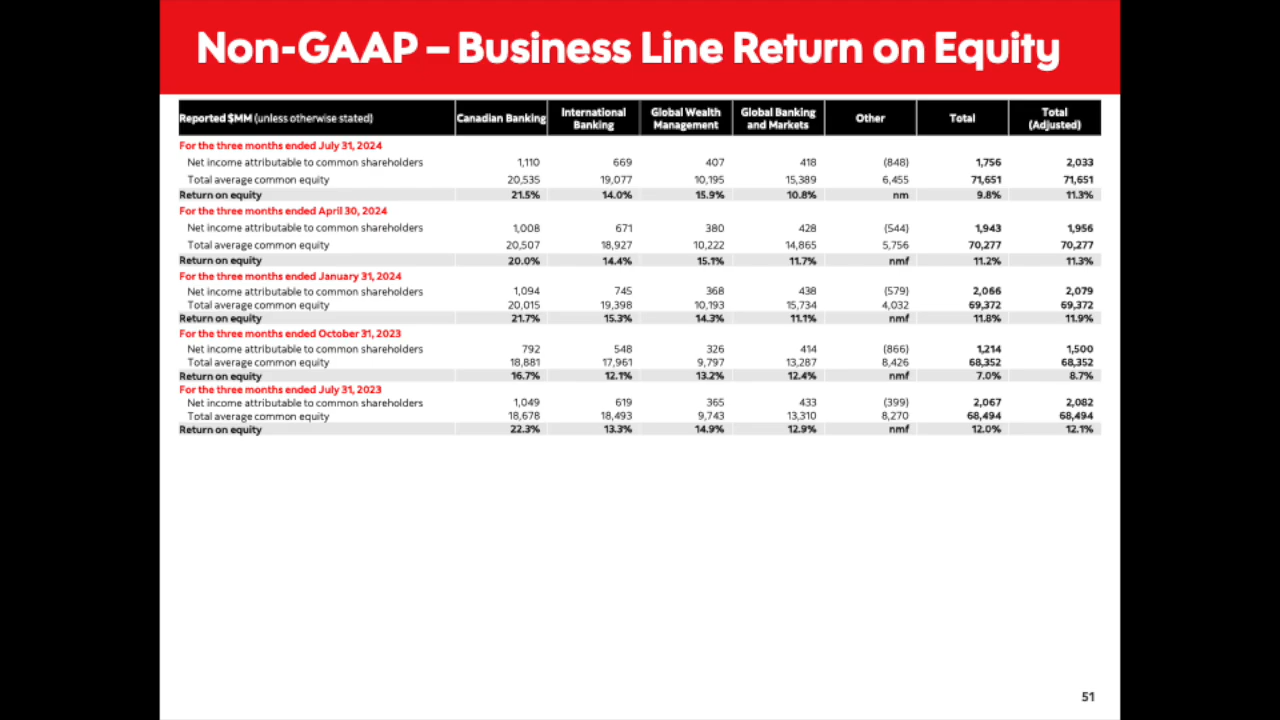 Non-GAAP – Business Line Return on Equity
Reported $MM (unless otherwise stated) Canadian Banking International Banking Global Wealth Management Global Banking and Markets Other Total Total (Adjusted)
For the three months ended July 31, 2024
Net income attributable to common shareholders 1,110 669 407 418 (848) 1,756 2,033
Total average common equity 20,535 19,077 10,195 15,389 6,455 71,651 71,651
Return on equity 21.5% 14.0% 15.9% 10.8% nm 9.8% 11.3%
For the three months ended April 30, 2024
Net income attributable to common shareholders 1,008 671 380 428 (544) 1,943 1,956
Total average common equity 20,507 18,927 10,222 14,865 5,756 70,277 70,277
Return on equity 20.0% 14.4% 15.1% 11.7% nmf 11.2% 11.3%
For the three months ended January 31, 2024
Net income attributable to common shareholders 1,094 745 368 438 (579) 2,066 2,079
Total average common equity 20,015 19,398 10,193 15,734 4,032 69,372 69,372
Return on equity 21.7% 15.3% 14.3% 11.1% nmf 11.8% 11.9%
For the three months ended October 31, 2023
Net income attributable to common shareholders 792 548 326 414 (866) 1,214 1,500
Total average common equity 18,881 17,961 9,797 13,287 8,426 68,352 68,352
Return on equity 16.7% 12.1% 13.2% 12.4% nmf 7.0% 8.7%
For the three months ended July 31, 2023
Net income attributable to common shareholders 1,049 619 365 433 (399) 2,067 2,082
Total average common equity 18,678 18,493 9,743 13,310 8,270 68,494 68,494
Return on equity 22.3% 13.3% 14.9% 12.9% nmf 12.0% 12.1%
51